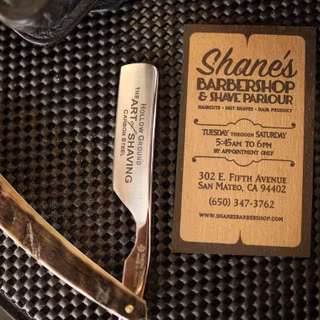 HOLLOW GROUND
THE ART of SHAVING
CARBON STEEL
Shane's
BARBERSHOP
& SHAVE PARLOUR
HAIRCUTS • HOT SHAVES • HAIR PRODUCT
TUESDAY THROUGH SATURDAY
5:45AM TO 6PM
BY APPOINTMENT ONLY
302 E. FIFTH AVENUE
SAN MATEO, CA 94402
(650) 347-3762
WWW.SHANESBARBERSHOP.COM